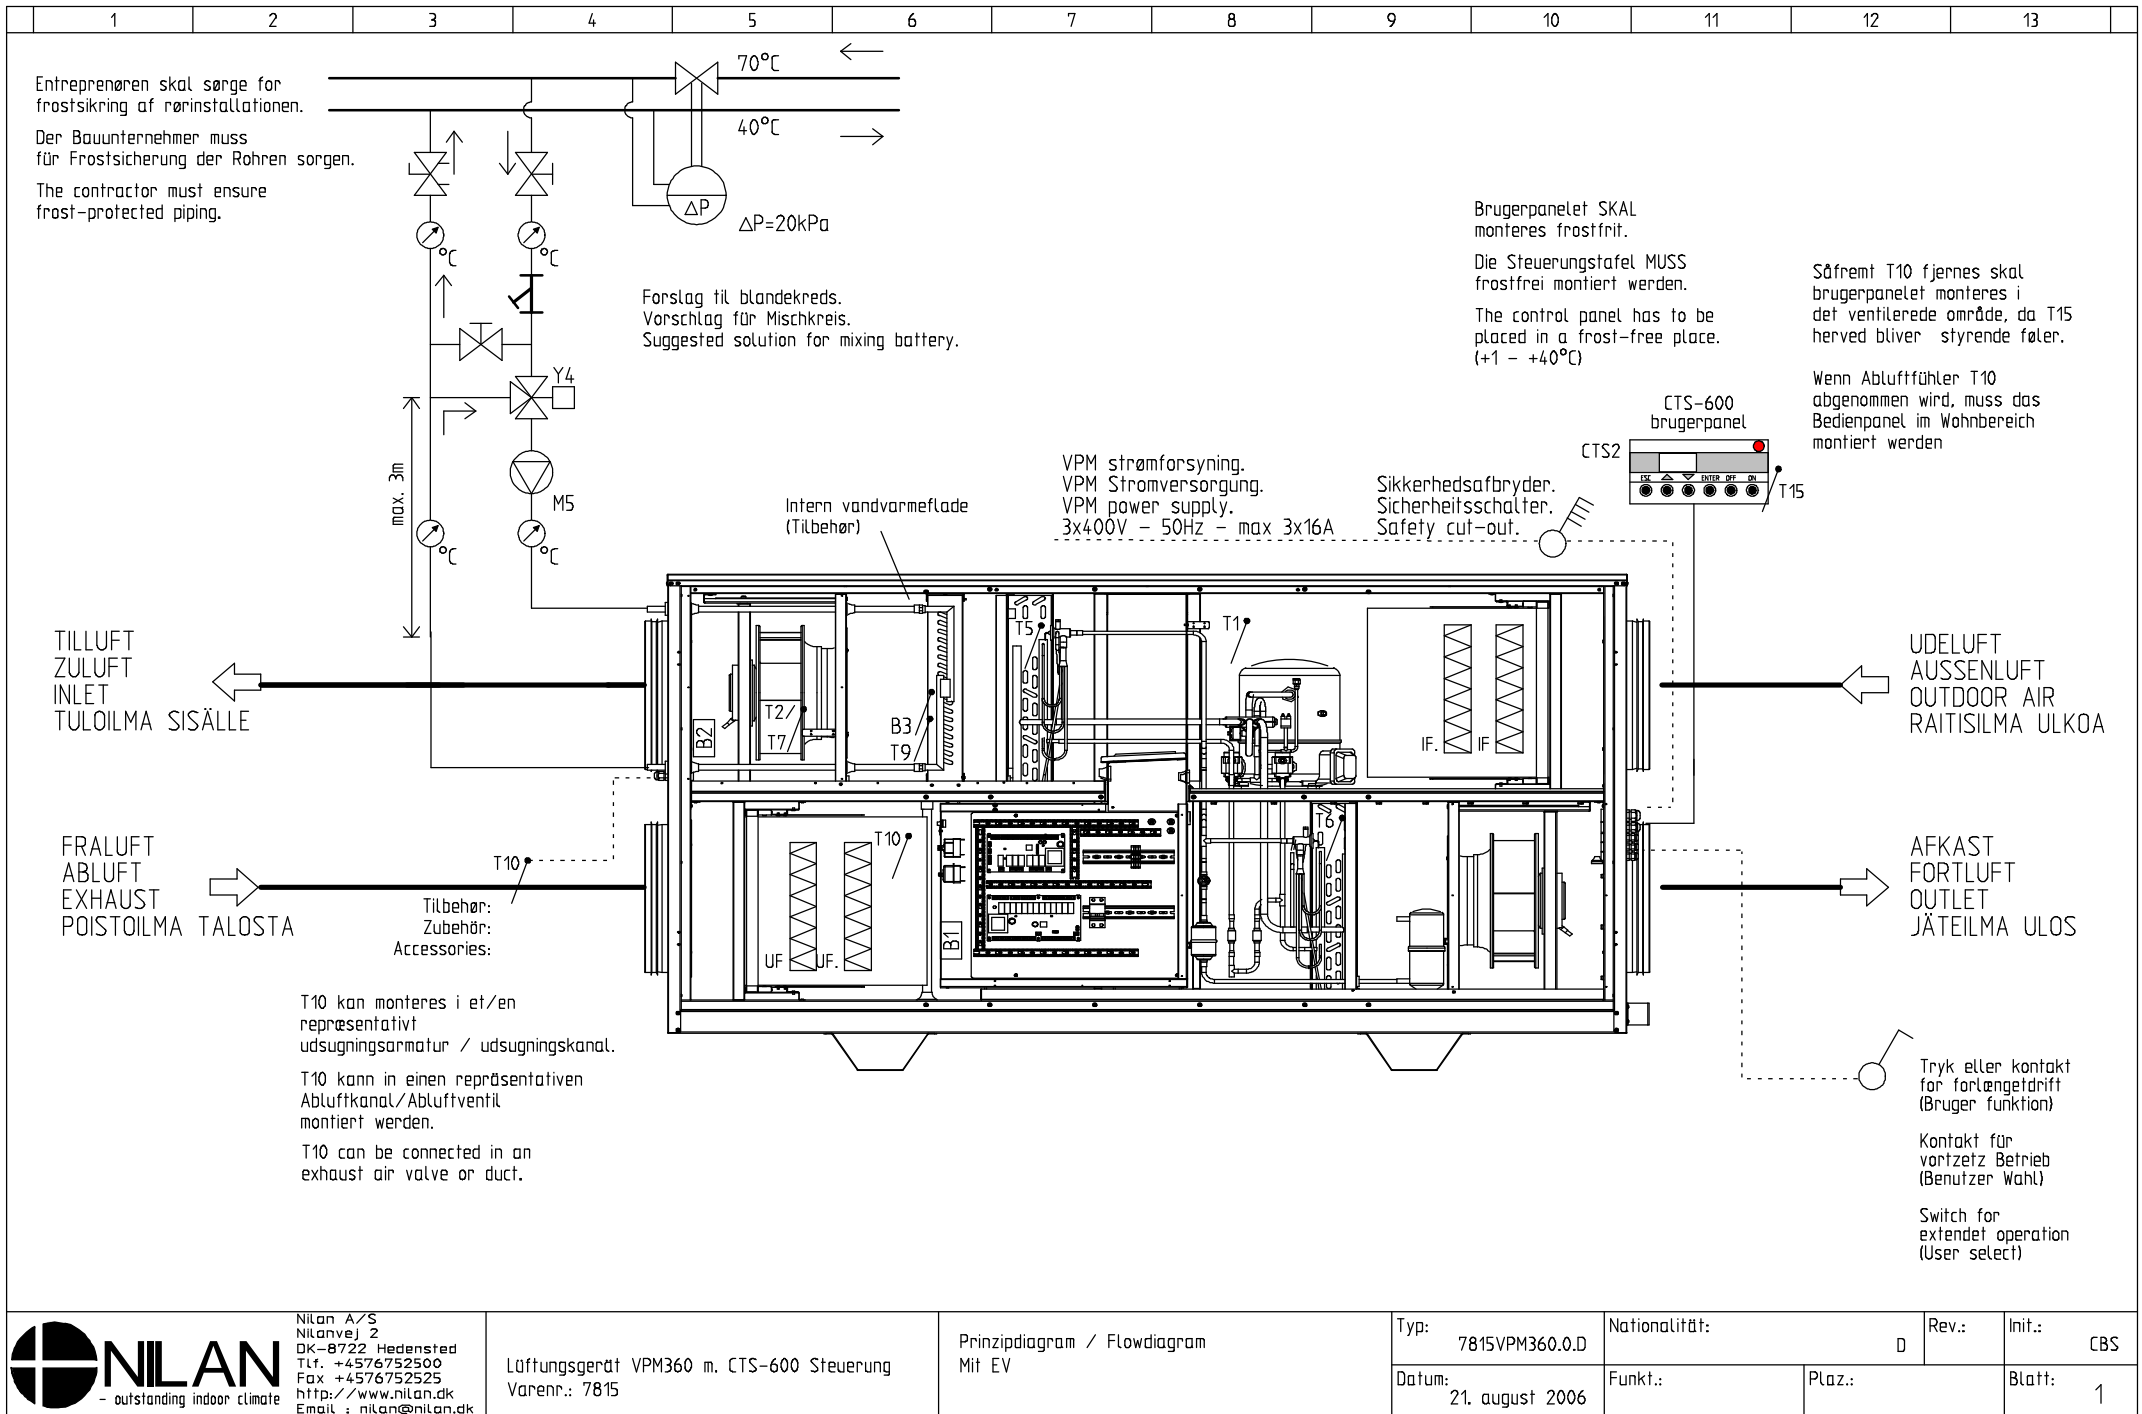 1 2 3 4 5 6 7 8 9 10 11 12 13
Entreprenøren skal sørge for
frostsikring af rørinstallationen.
Der Bauunternehmer muss
für Frostsicherung der Rohren sorgen.
The contractor must ensure
frost-protected piping.
70°C
40°C
ΔP
ΔP=20kPa
°C
°C
Forslag til blandekreds.
Vorschlag für Mischkreis.
Suggested solution for mixing battery.
Y4
max. 3m
M5
°C
°C
Brugerpanelet SKAL
monteres frostfrit.
Die Steuerungstafel MUSS
frostfrei montiert werden.
The control panel has to be
placed in a frost-free place.
(+1 - +40°C)
Såfremt T10 fjernes skal
brugerpanelet monteres i
det ventilerede område, da T15
herved bliver styrende føler.
Wenn Abluftfühler T10
abgenommen wird, muss das
Bedienpanel im Wohnbereich
montiert werden
CTS-600
brugerpanel
CTS2
ESC ENTER OFF ON
T15
Intern vandvarmeflade
(Tilbehør)
VPM strømforsyning.
VPM Stromversorgung.
VPM power supply.
3x400V - 50Hz - max 3x16A
Sikkerhedsafbryder.
Sicherheitsschalter.
Safety cut-out.
TILLUFT
ZULUFT
INLET
TULOILMA SISÄLLE
B2
T2/
T7
B3
T9
T5
T1
IF.
IF
UDELUFT
AUSSENLUFT
OUTDOOR AIR
RAITISILMA ULKOA
FRALUFT
ABLUFT
EXHAUST
POISTOILMA TALOSTA
T10
Tilbehør:
Zubehör:
Accessories:
UF
UF.
T10
B1
T6
AFKAST
FORTLUFT
OUTLET
JÄTEILMA ULOS
T10 kan monteres i et/en
repræsentativt
udsugningsarmatur / udsugningskanal.
T10 kann in einen repräsentativen
Abluftkanal/Abluftventil
montiert werden.
T10 can be connected in an
exhaust air valve or duct.
Tryk eller kontakt
for forlængetdrift
(Bruger funktion)
Kontakt für
vortzetz Betrieb
(Benutzer Wahl)
Switch for
extendet operation
(User select)
NILAN
- outstanding indoor climate
Nilan A/S
Nilanvej 2
DK-8722 Hedensted
Tlf. +4576752500
Fax +4576752525
http://www.nilan.dk
Email : nilan@nilan.dk
Lüftungsgerät VPM360 m. CTS-600 Steuerung
Varenr.: 7815
Prinzipdiagram / Flowdiagram
Mit EV
Typ:
7815VPM360.0.D
Nationalität:
D
Rev.:
Init.:
CBS
Datum:
21. august 2006
Funkt.:
Plaz.:
Blatt:
1